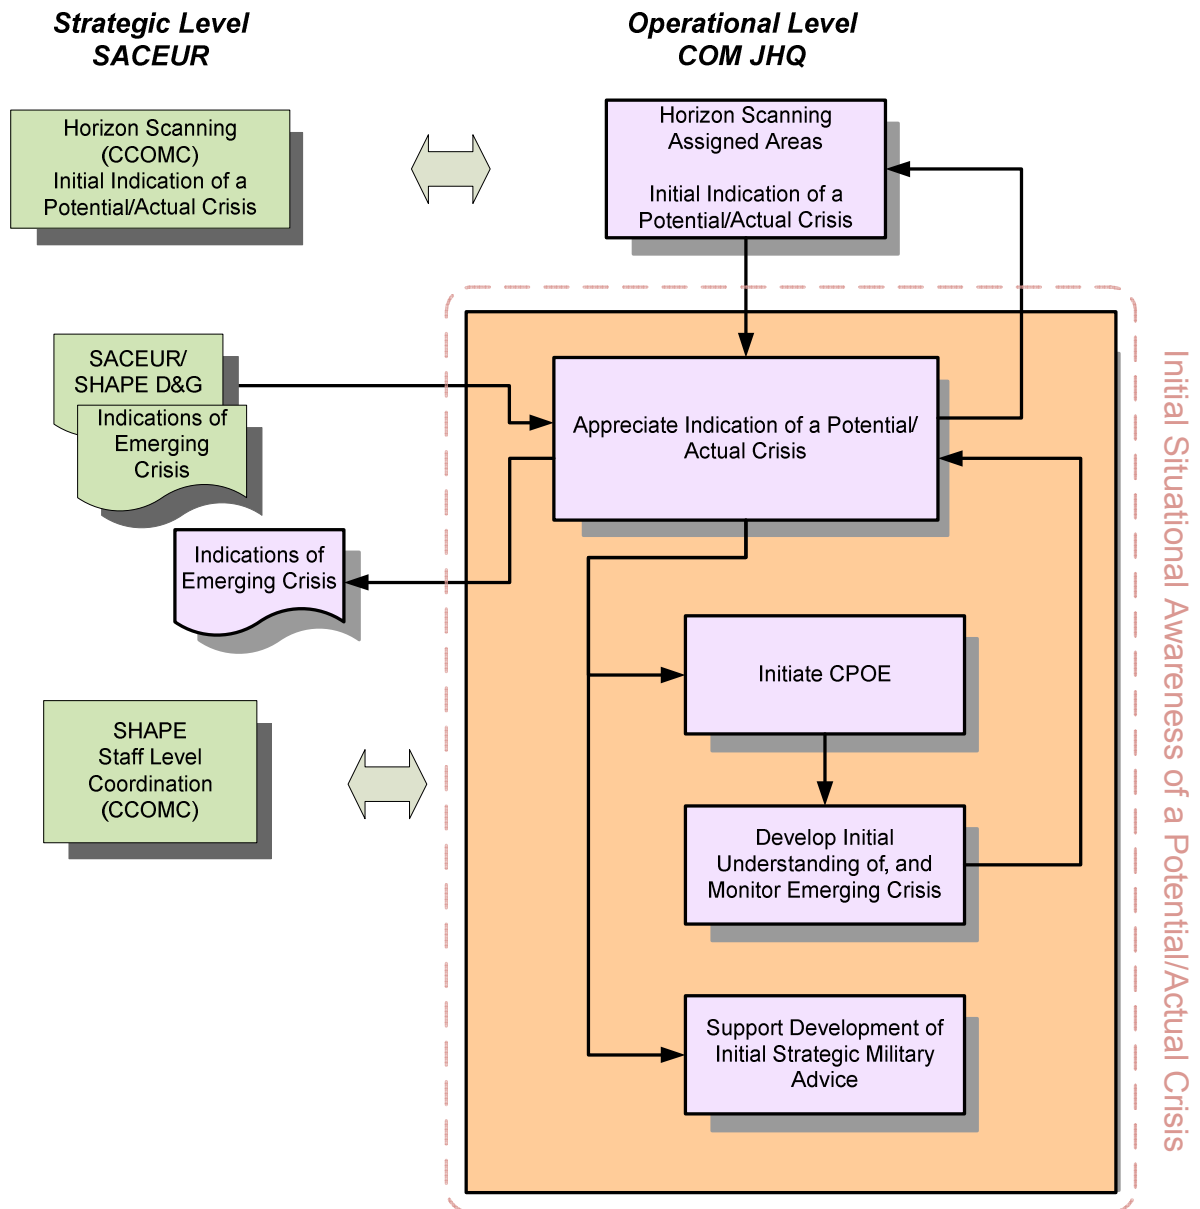 Strategic Level
SACEUR
Operational Level
COM JHQ
Horizon Scanning
(CCOMC)
Initial Indication of a
Potential/Actual Crisis
Horizon Scanning
Assigned Areas
Initial Indication of a
Potential/Actual Crisis
SACEUR/
SHAPE D&G
Indications of
Emerging
Crisis
Appreciate Indication of a Potential/
Actual Crisis
Indications of
Emerging Crisis
Initiate CPOE
SHAPE
Staff Level
Coordination
(CCOMC)
Develop Initial
Understanding of, and
Monitor Emerging Crisis
Support Development of
Initial Strategic Military
Advice
Initial Situational Awareness of a Potential/Actual Crisis